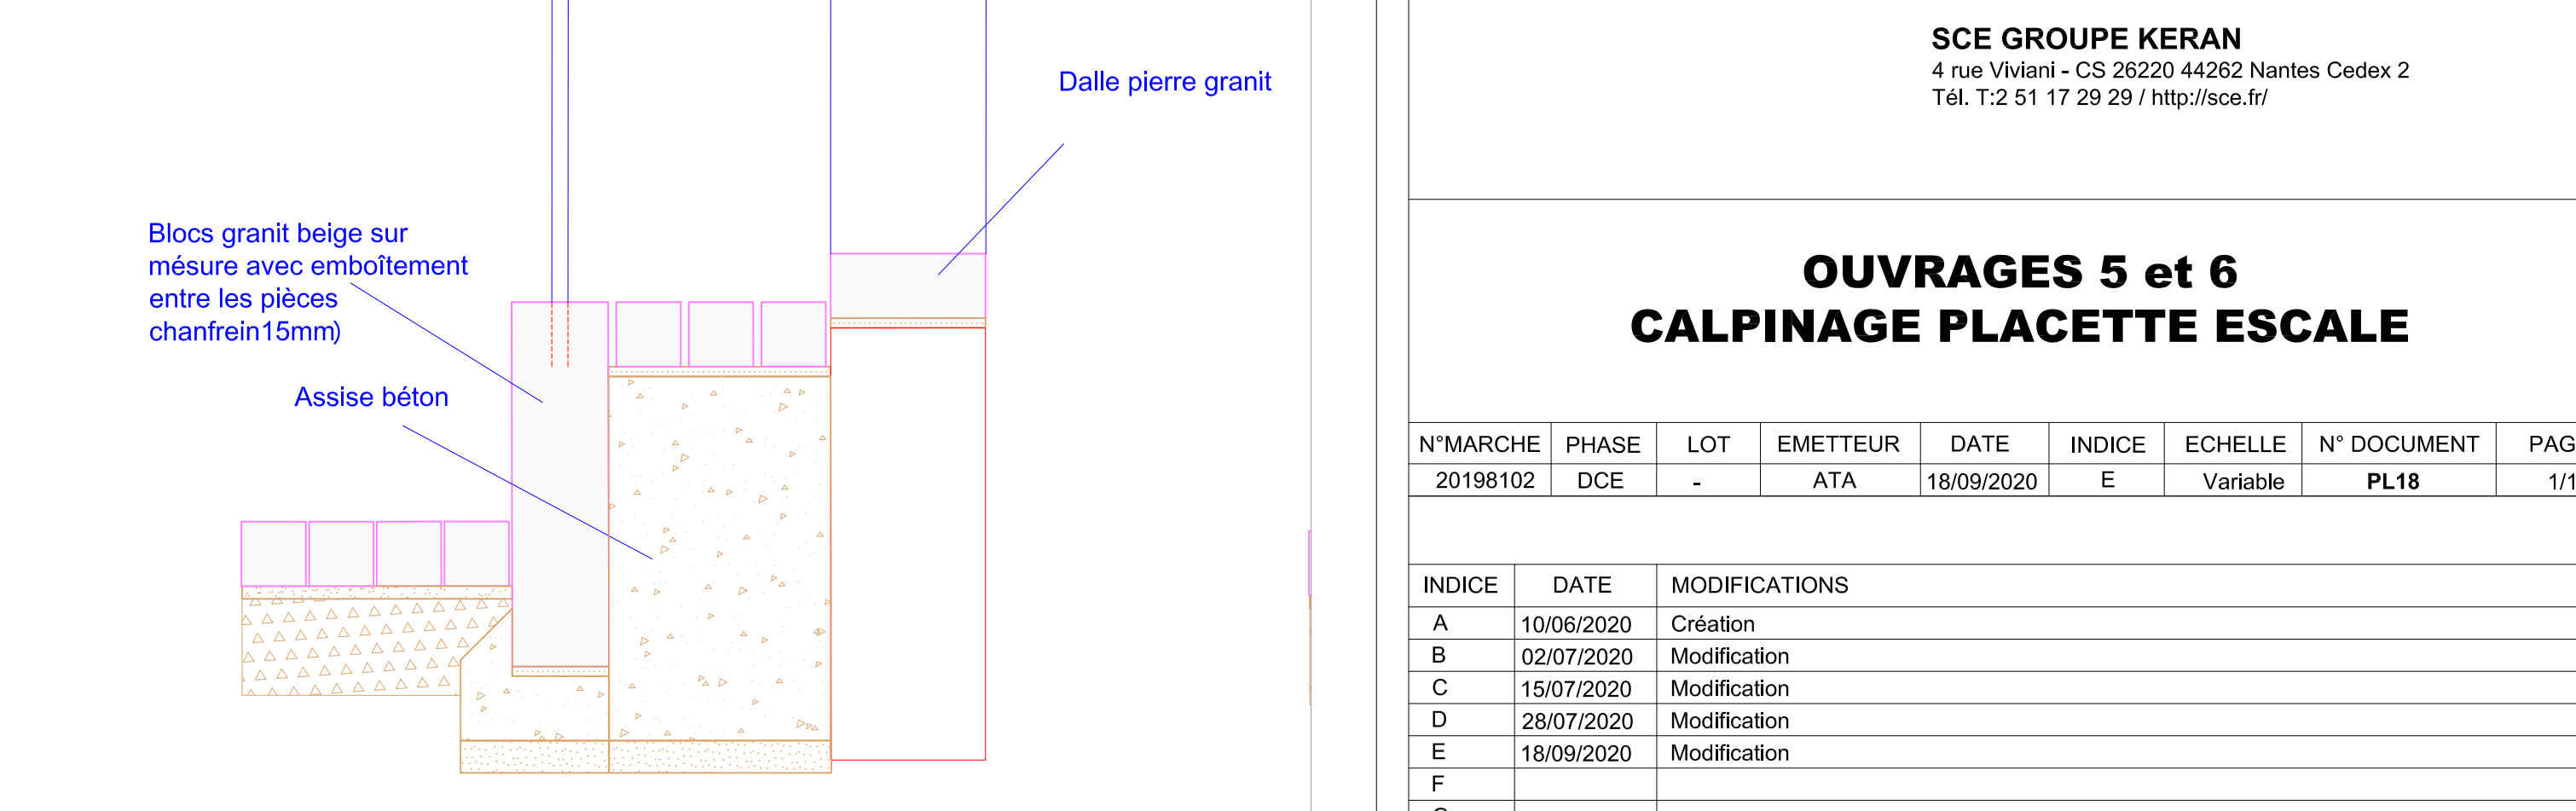 Dalle pierre granit
Blocs granit beige sur
mésure avec emboîtement
entre les pièces
chanfrein15mm)
Assise béton
SCE GROUPE KERAN
4 rue Viviani - CS 26220 44262 Nantes Cedex 2
Tél. T:2 51 17 29 29 / http://sce.fr/
OUVRAGES 5 et 6
CALPINAGE PLACETTE ESCALE
N°MARCHE PHASE LOT EMETTEUR DATE INDICE ECHELLE N° DOCUMENT PAG
20198102 DCE - ATA 18/09/2020 E Variable PL18 1/1
INDICE DATE MODIFICATIONS
A 10/06/2020 Création
B 02/07/2020 Modification
C 15/07/2020 Modification
D 28/07/2020 Modification
E 18/09/2020 Modification
F